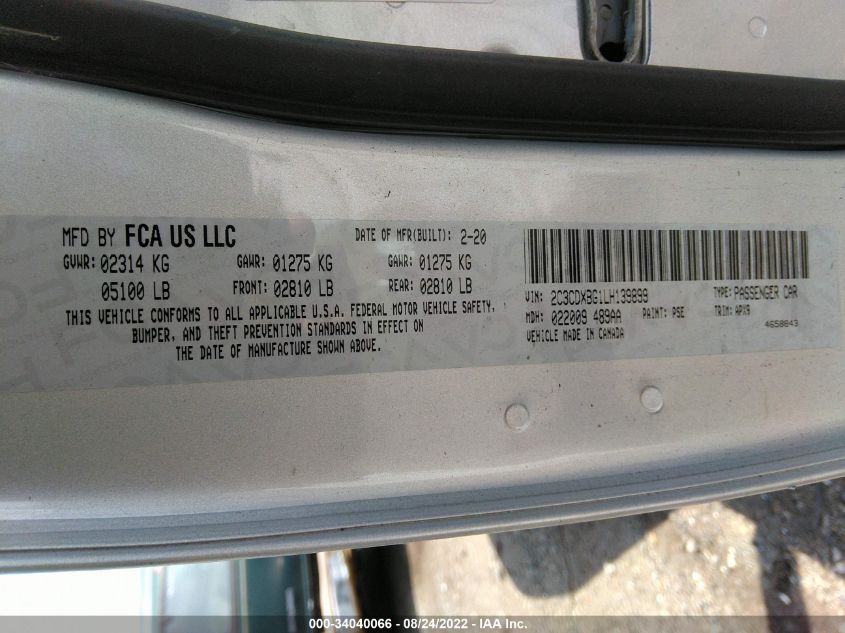 MFD BY FCA US LLC DATE OF MFR(BUILT): 2-20
GVWR: 02314 KG GAWR: 01275 KG GAWR: 01275 KG
05100 LB FRONT: 02810 LB REAR: 02810 LB
THIS VEHICLE CONFORMS TO ALL APPLICABLE U.S.A. FEDERAL MOTOR VEHICLE SAFETY,
BUMPER, AND THEFT PREVENTION STANDARDS IN EFFECT ON
THE DATE OF MANUFACTURE SHOWN ABOVE.
VIN: 2C3CDXBG1LH139899 TYPE: PASSENGER CAR
MDH: 022009 489AA PAINT: PSE TRIM: APX9
VEHICLE MADE IN CANADA 4658843
000-34040066 - 08/24/2022 - IAA Inc.